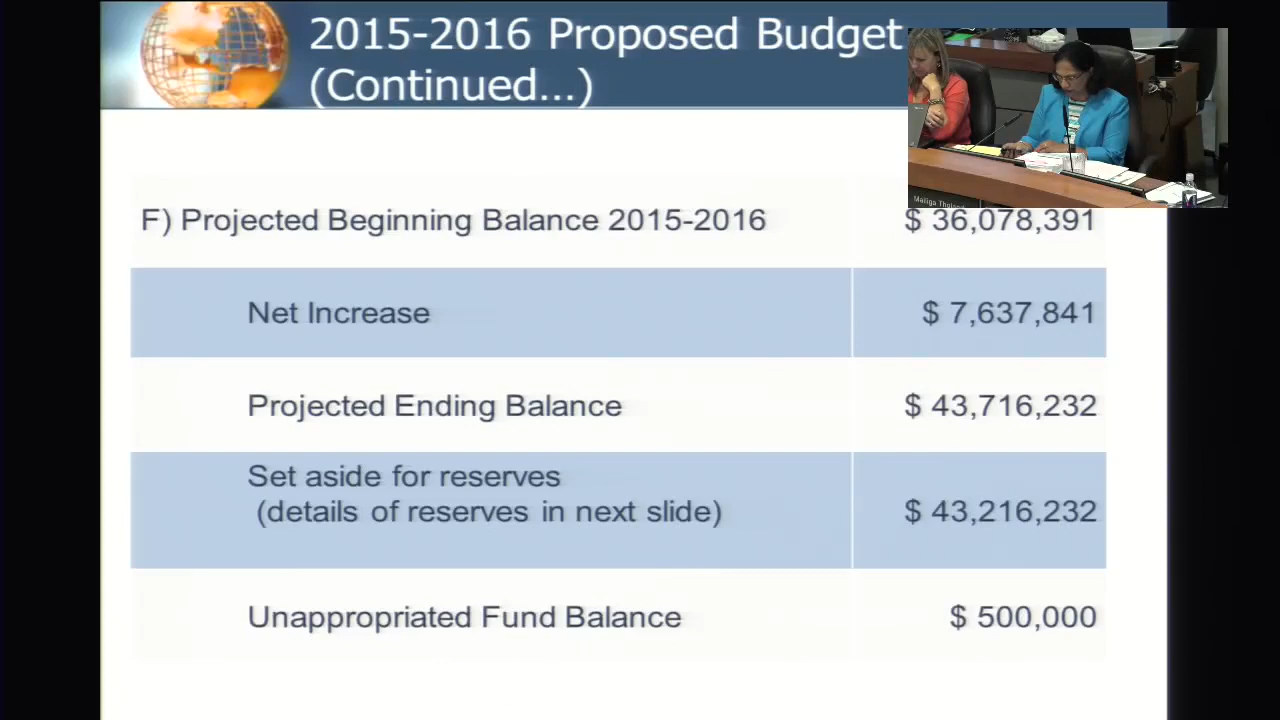 2015-2016 Proposed Budget
(Continued...)
F) Projected Beginning Balance 2015-2016 $ 36,078,391
Net Increase $ 7,637,841
Projected Ending Balance $ 43,716,232
Set aside for reserves
(details of reserves in next slide) $ 43,216,232
Unappropriated Fund Balance $ 500,000